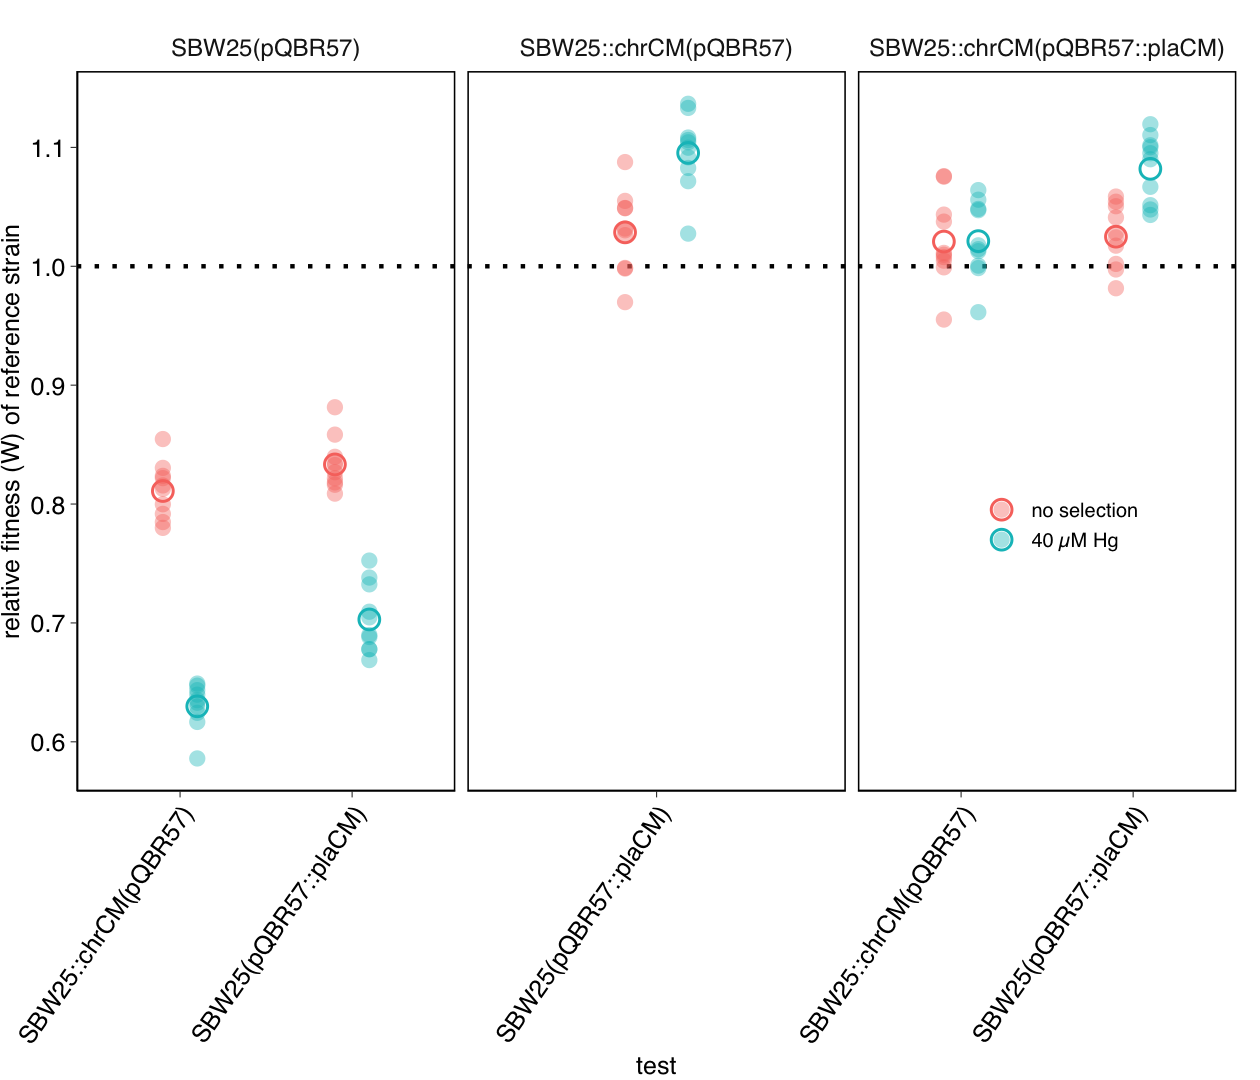 SBW25(pQBR57)
SBW25::chrCM(pQBR57)
SBW25::chrCM(pQBR57::plaCM)
relative fitness (W) of reference strain
1.1
1.0
0.9
0.8
0.7
0.6
no selection
40 µM Hg
SBW25::chrCM(pQBR57)
SBW25(pQBR57::plaCM)
SBW25(pQBR57::plaCM)
SBW25::chrCM(pQBR57)
SBW25(pQBR57::plaCM)
test